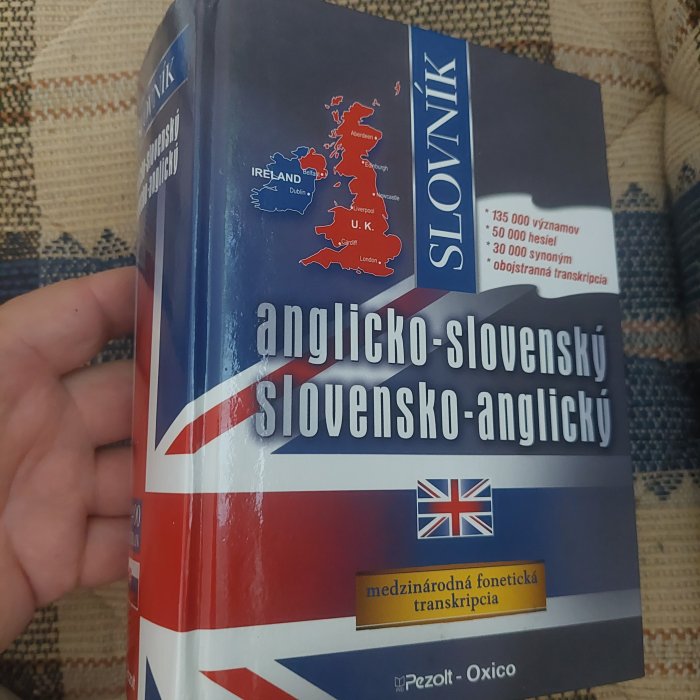 SLOVNÍK
Aberdeen
Edinburgh
Belfast
IRELAND
Newcastle
Dublin
Liverpool
U. K.
Cardiff
London
* 135 000 významov
* 50 000 hesiel
* 30 000 synoným
* obojstranná transkripcia
anglicko-slovenský
slovensko-anglický
medzinárodná fonetická
transkripcia
Pezolt - Oxico